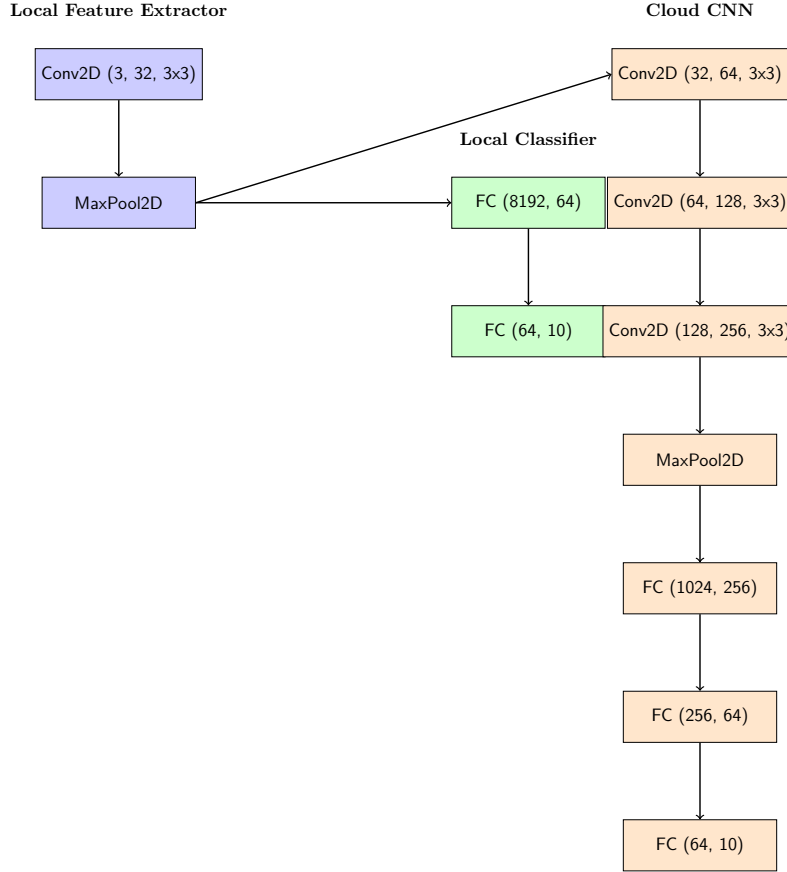 Local Feature Extractor
Conv2D (3, 32, 3x3)
MaxPool2D
Local Classifier
FC (8192, 64)
FC (64, 10)
Cloud CNN
Conv2D (32, 64, 3x3)
Conv2D (64, 128, 3x3)
Conv2D (128, 256, 3x3)
MaxPool2D
FC (1024, 256)
FC (256, 64)
FC (64, 10)